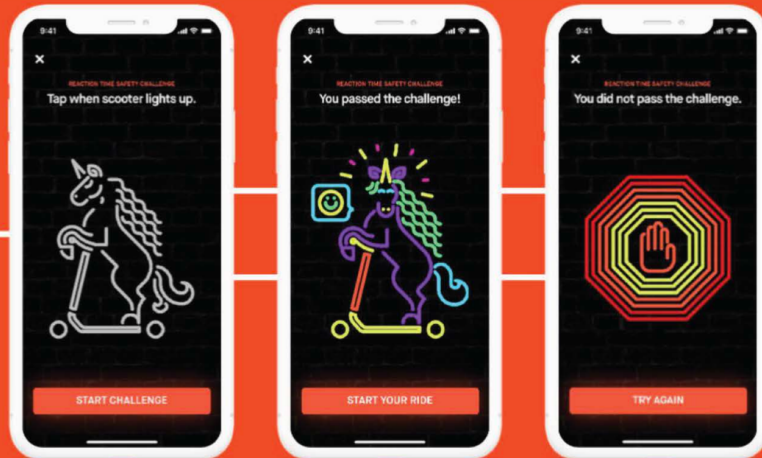 9:41
REACTION TIME SAFETY CHALLENGE
Tap when scooter lights up.
START CHALLENGE
9:41
REACTION TIME SAFETY CHALLENGE
You passed the challenge!
START YOUR RIDE
9:41
REACTION TIME SAFETY CHALLENGE
You did not pass the challenge.
TRY AGAIN